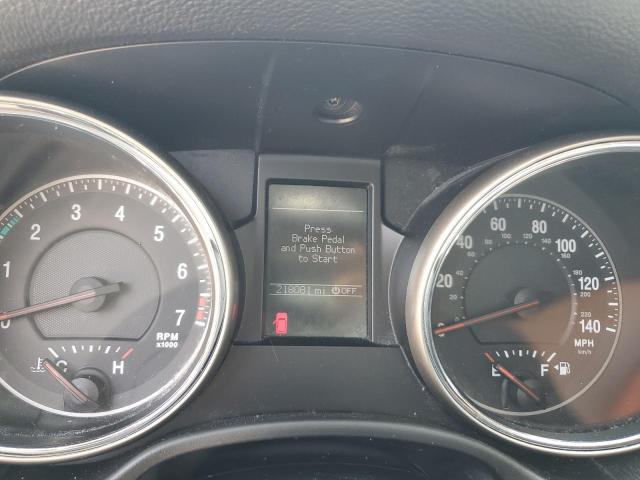 1 2 3 4 5 6 7
RPM
x1000
C H
Press
Brake Pedal
and Push Button
to Start
218081 mi OFF
20 40 60 80 100 120 140
MPH
km/h
E F